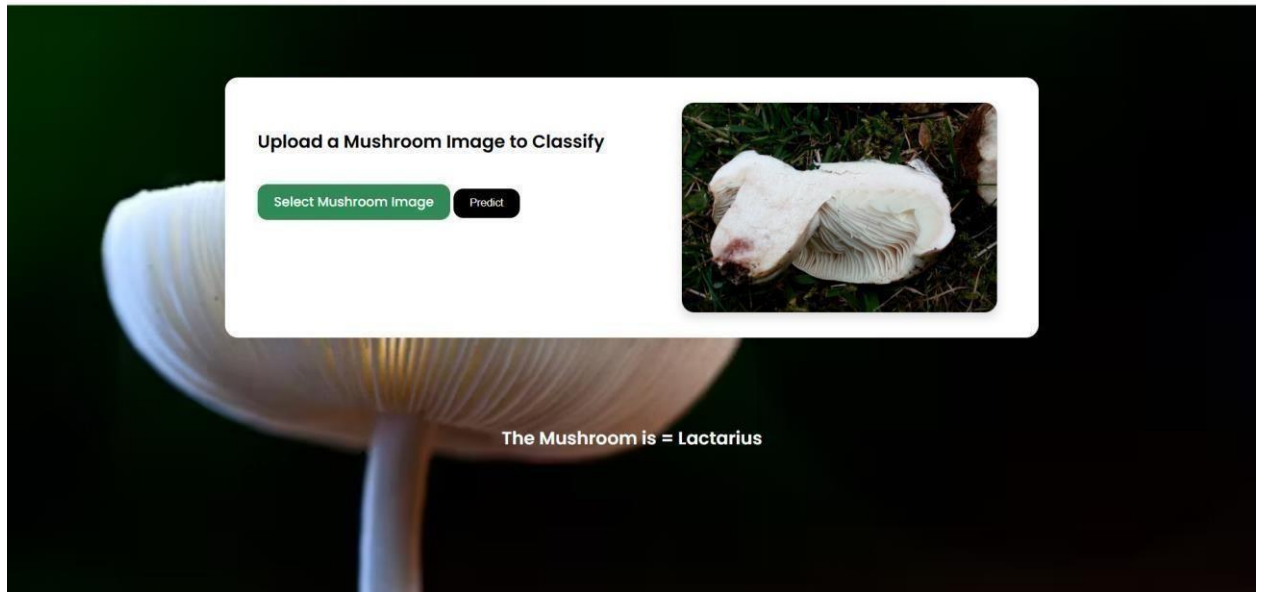 Upload a Mushroom Image to Classify
Select Mushroom Image
Predict
The Mushroom is = Lactarius